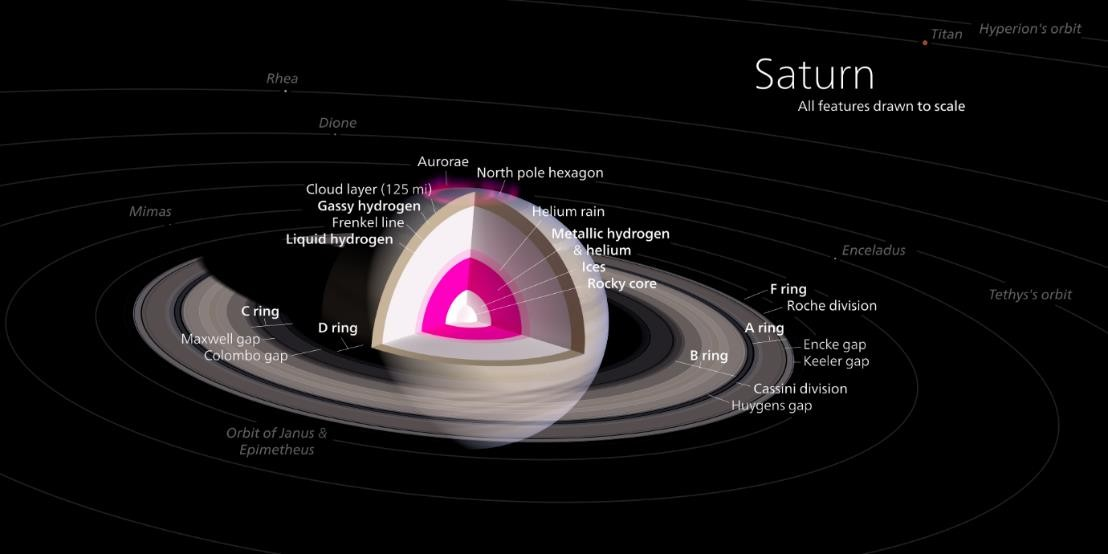 Titan
Hyperion's orbit
Saturn
All features drawn to scale
Rhea
Dione
Aurorae
North pole hexagon
Cloud layer (125 mi)
Gassy hydrogen
Frenkel line
Liquid hydrogen
Helium rain
Metallic hydrogen
& helium
Ices
Rocky core
Mimas
Enceladus
Tethys's orbit
F ring
Roche division
A ring
Encke gap
Keeler gap
B ring
Cassini division
Huygens gap
C ring
D ring
Maxwell gap
Colombo gap
Orbit of Janus &
Epimetheus